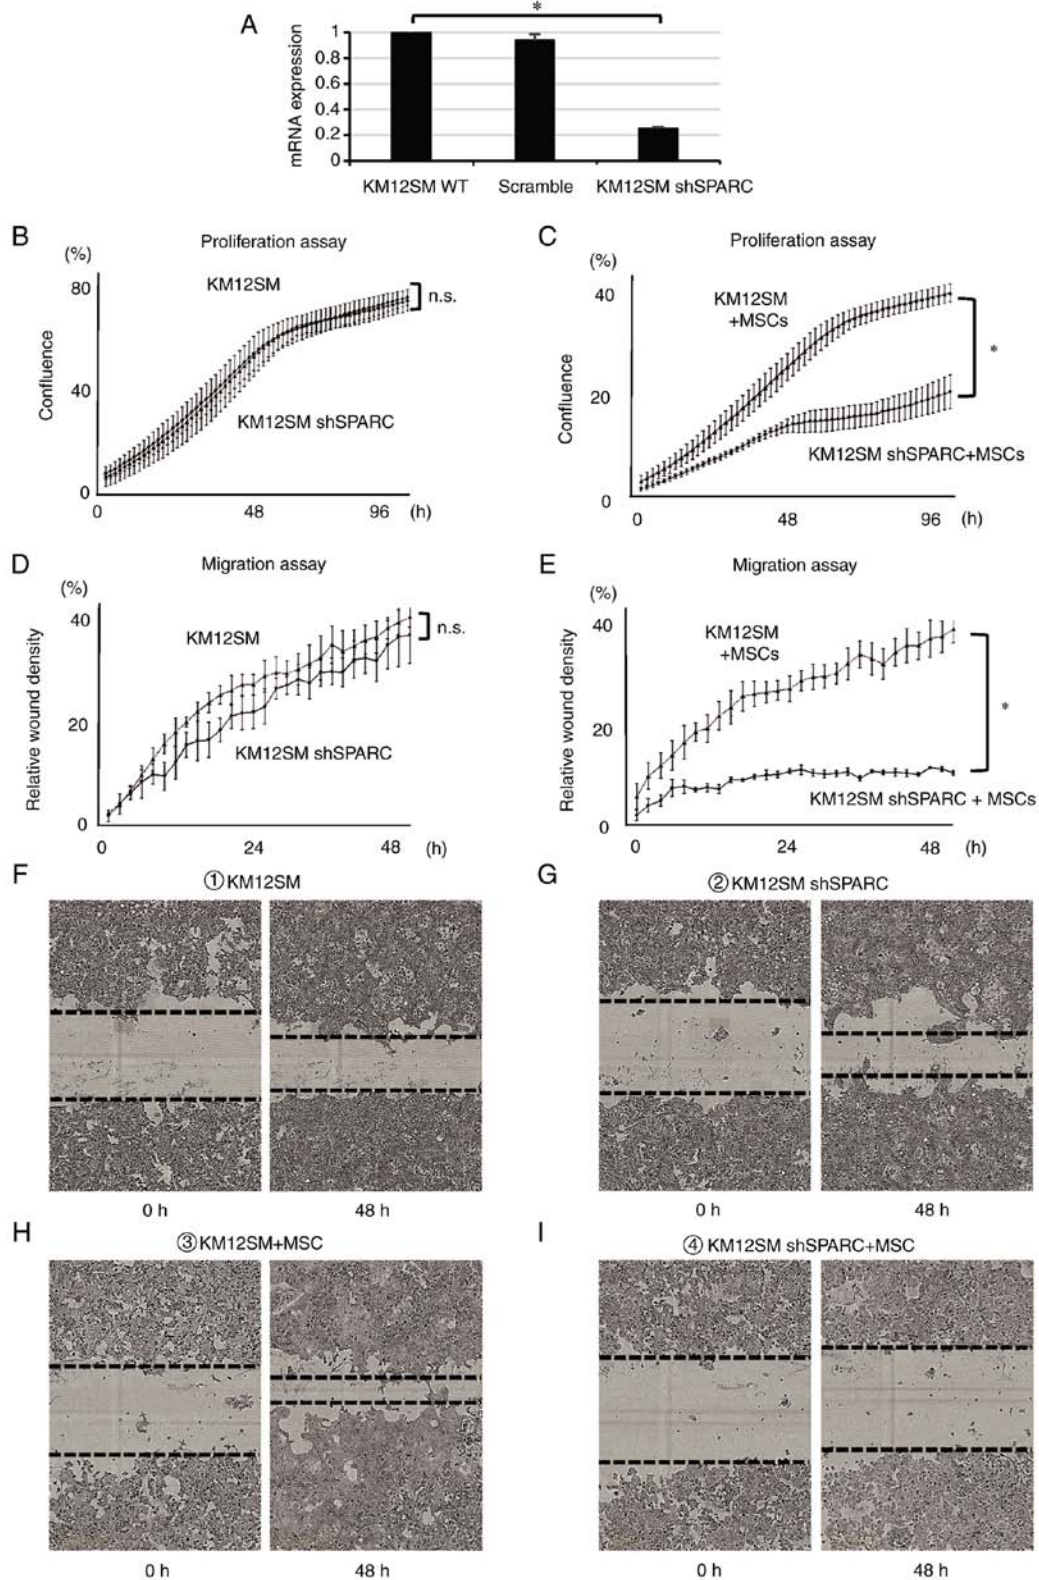 A
*
mRNA expression
1
0.8
0.6
0.4
0.2
0
KM12SM WT
Scramble
KM12SM shSPARC
B
Proliferation assay
(%)
Confluence
80
40
0
KM12SM
n.s.
KM12SM shSPARC
0
48
96
(h)
C
Proliferation assay
(%)
Confluence
40
20
0
KM12SM
+MSCs
*
KM12SM shSPARC+MSCs
0
48
96
(h)
D
Migration assay
(%)
Relative wound density
40
20
0
KM12SM
n.s.
KM12SM shSPARC
0
24
48
(h)
E
Migration assay
(%)
Relative wound density
40
20
0
KM12SM
+MSCs
*
KM12SM shSPARC + MSCs
0
24
48
(h)
F
①KM12SM
0 h
48 h
G
②KM12SM shSPARC
0 h
48 h
H
③KM12SM+MSC
0 h
48 h
I
④ KM12SM shSPARC+MSC
0 h
48 h